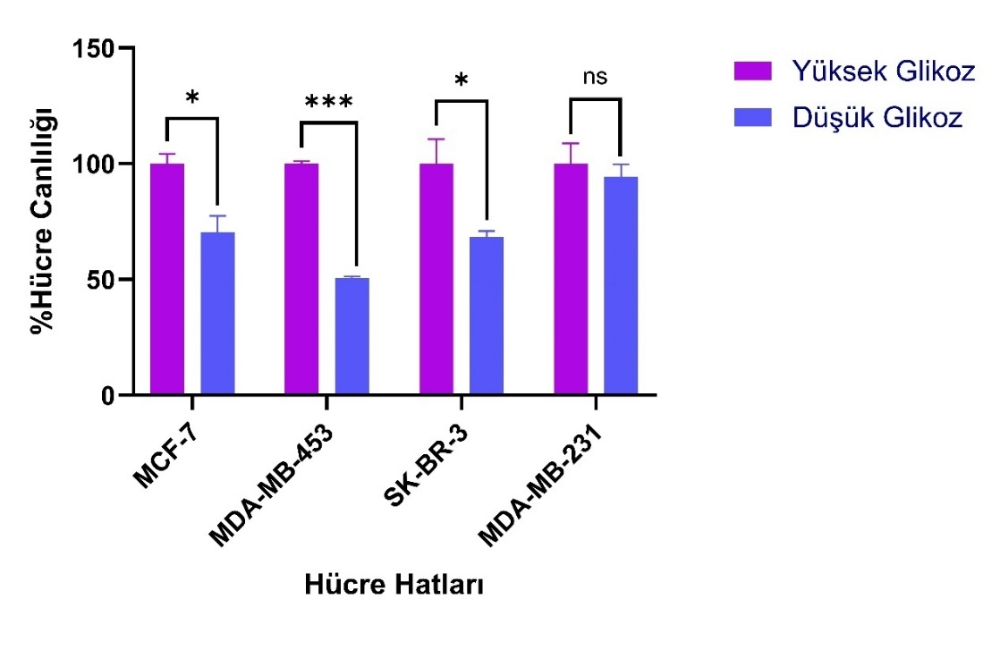 Yüksek Glikoz
Düşük Glikoz
%Hücre Canlılığı
150
100
50
0
*
***
*
ns
MCF-7
MDA-MB-453
SK-BR-3
MDA-MB-231
Hücre Hatları